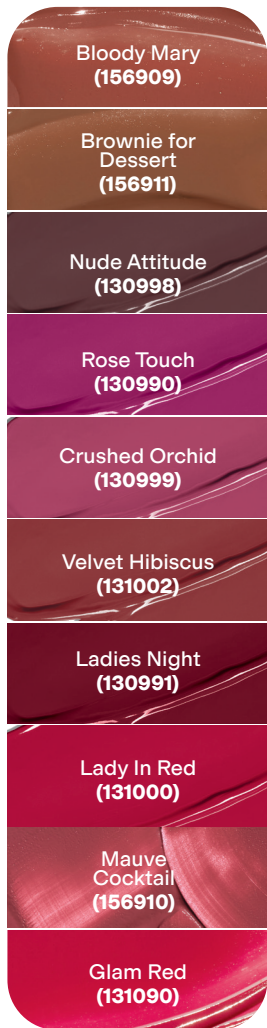 Bloody Mary
(156909)
Brownie for
Dessert
(156911)
Nude Attitude
(130998)
Rose Touch
(130990)
Crushed Orchid
(130999)
Velvet Hibiscus
(131002)
Ladies Night
(130991)
Lady In Red
(131000)
Mauve
Cocktail
(156910)
Glam Red
(131090)